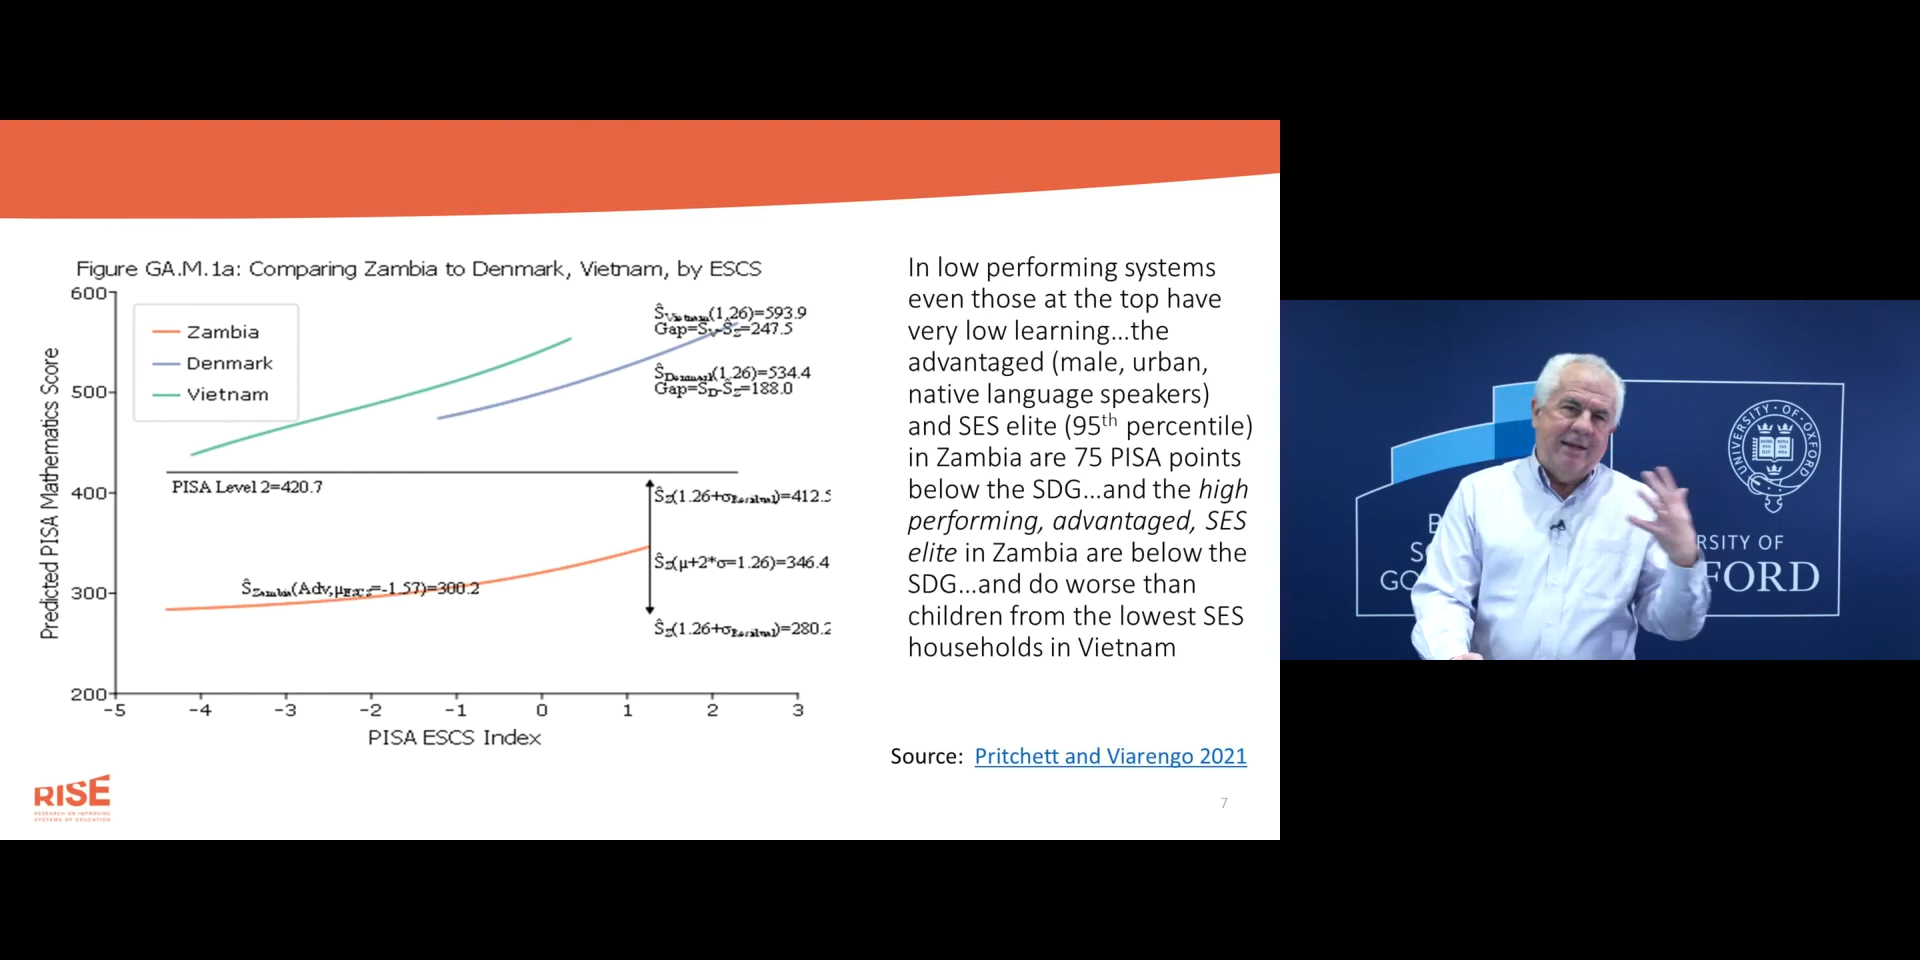 Figure GA.M.1a: Comparing Zambia to Denmark, Vietnam, by ESCS
600
500
400
300
200
Predicted PISA Mathematics Score
Zambia
Denmark
Vietnam
Ŝ_Vietnam(1.26)=593.9
Gap=S_V-Ŝ_Z=247.5
Ŝ_Denmark(1.26)=534.4
Gap=S_D-Ŝ_Z=188.0
PISA Level 2=420.7
Ŝ_Z(1.26+σ_Residual)=412.5
Ŝ_Z(μ+2*σ=1.26)=346.4
Ŝ_Zambia(Adv,μ_ESCS=-1.57)=300.2
Ŝ_Z(1.26+σ_Residual)=280.2
-5 -4 -3 -2 -1 0 1 2 3
PISA ESCS Index
In low performing systems
even those at the top have
very low learning...the
advantaged (male, urban,
native language speakers)
and SES elite (95th percentile)
in Zambia are 75 PISA points
below the SDG...and the high
performing, advantaged, SES
elite in Zambia are below the
SDG...and do worse than
children from the lowest SES
households in Vietnam
Source: Pritchett and Viarengo 2021
7
RISE
RESEARCH ON IMPROVING
SYSTEMS OF EDUCATION
B
S
GO
RSITY OF
FORD
UNIVERSITY · OF · OXFORD